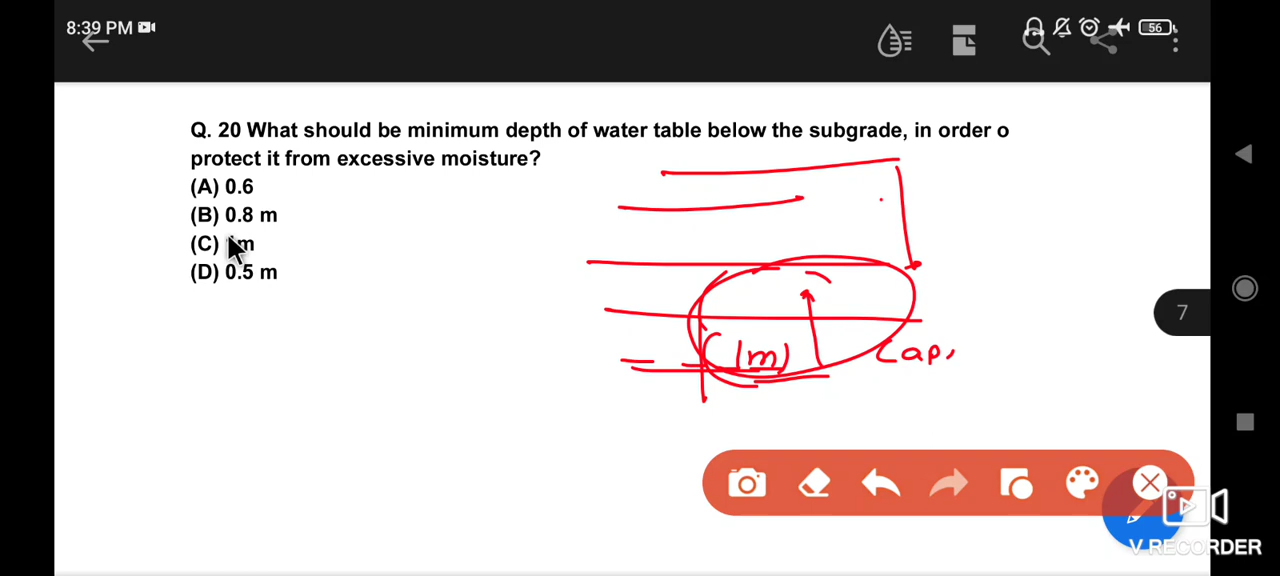 8:39 PM
56
Q. 20 What should be minimum depth of water table below the subgrade, in order o
protect it from excessive moisture?
(A) 0.6
(B) 0.8 m
(C) m
(D) 0.5 m
7
(1m)
Cap.
V RECORDER